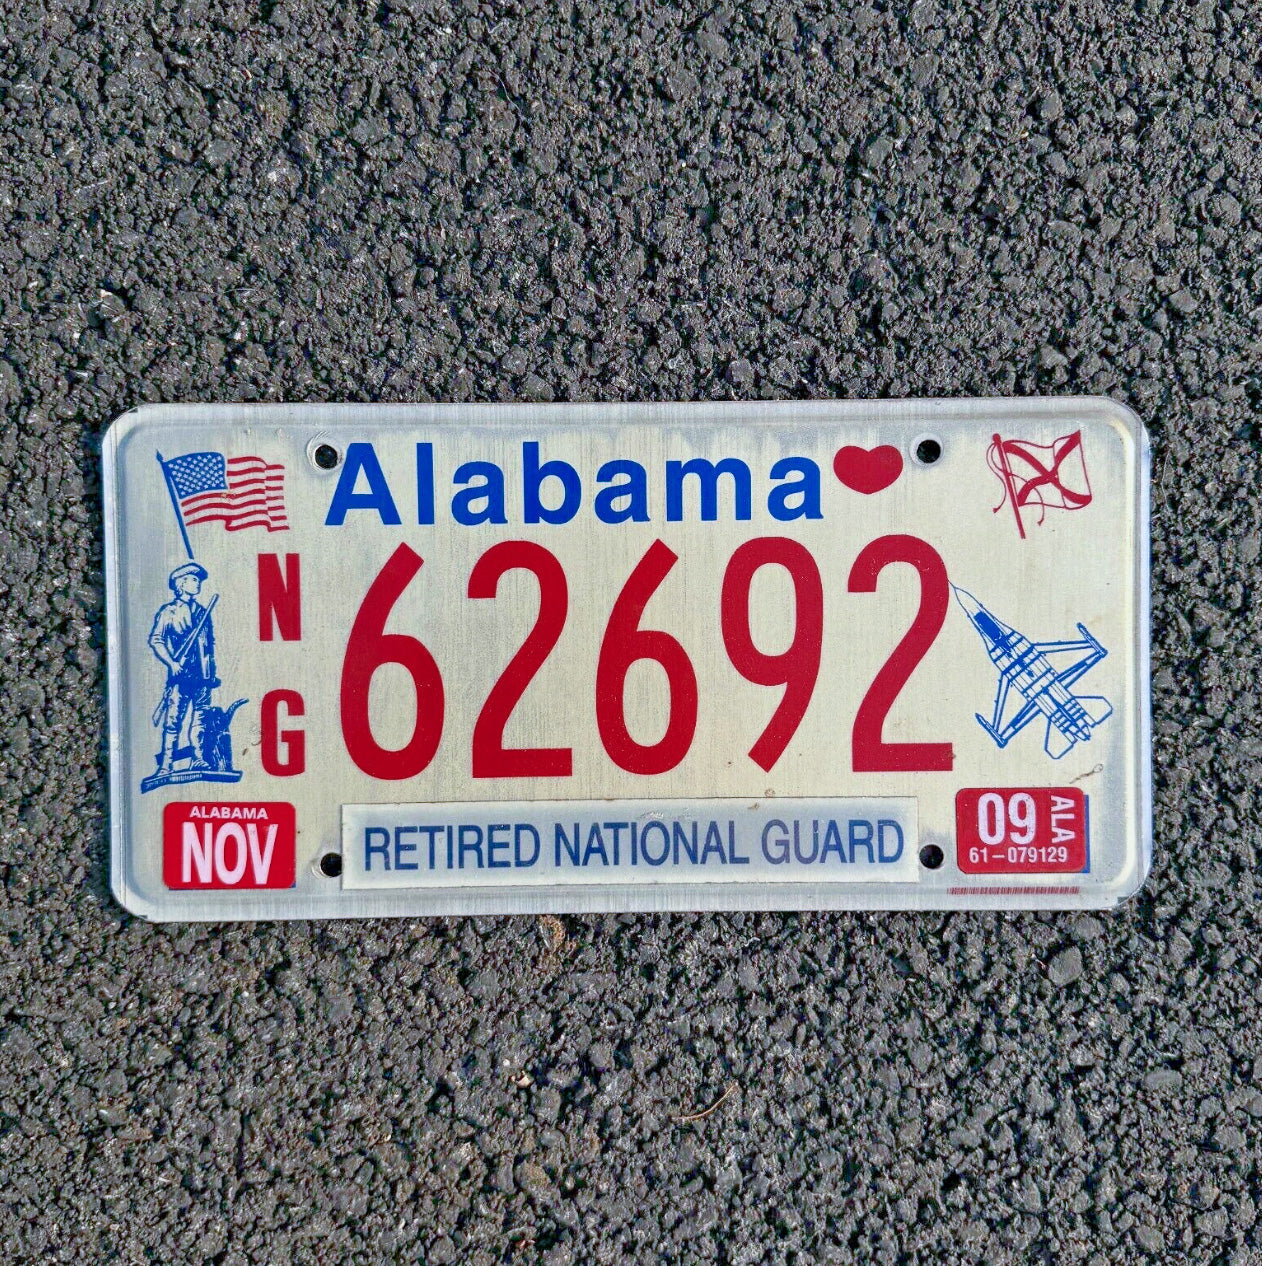 Alabama
NG 62692
ALABAMA
NOV
RETIRED NATIONAL GUARD
09 ALA
61-079129